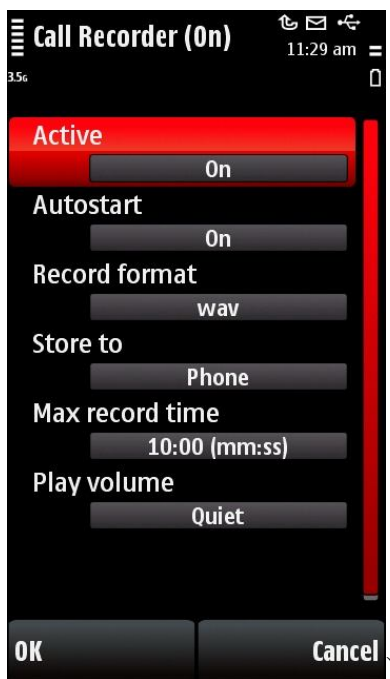 Call Recorder (On)
11:29 am
3.5G
Active
On
Autostart
On
Record format
wav
Store to
Phone
Max record time
10:00 (mm:ss)
Play volume
Quiet
OK
Cancel